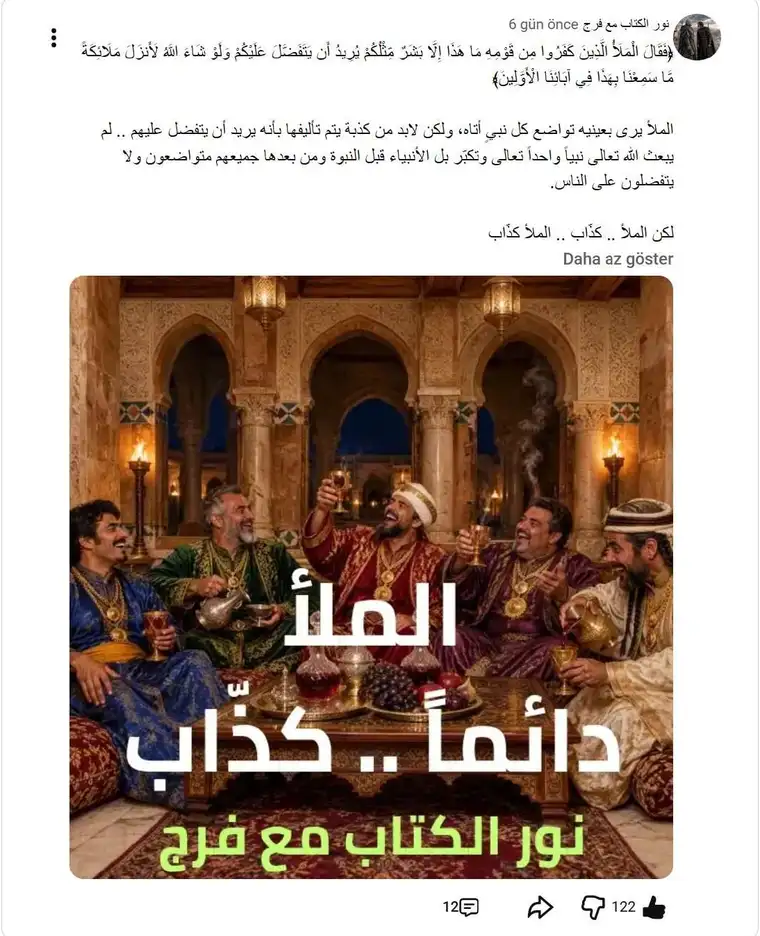 نور الكتاب مع فرج 6 gün önce
﴿فَقَالَ الْمَلَأُ الَّذِينَ كَفَرُوا مِن قَوْمِهِ مَا هَذَا إِلَّا بَشَرٌ مِّثْلُكُمْ يُرِيدُ أَن يَتَفَضَّلَ عَلَيْكُمْ وَلَوْ شَاءَ اللَّهُ لَأَنزَلَ مَلَائِكَةً
مَّا سَمِعْنَا بِهَذَا فِي آبَائِنَا الْأَوَّلِينَ﴾
الملأ يرى بعينيه تواضع كل نبيٍ أتاه، ولكن لابد من كذبة يتم تأليفها بأنه يريد أن يتفضل عليهم .. لم
يبعث الله تعالى نبياً واحداً تعالى وتكبّر بل الأنبياء قبل النبوة ومن بعدها جميعهم متواضعون ولا
يتفضلون على الناس.
لكن الملأ .. كذّاب .. الملأ كذّاب
Daha az göster
الملأ
دائماً .. كذّاب
نور الكتاب مع فرج
122
12